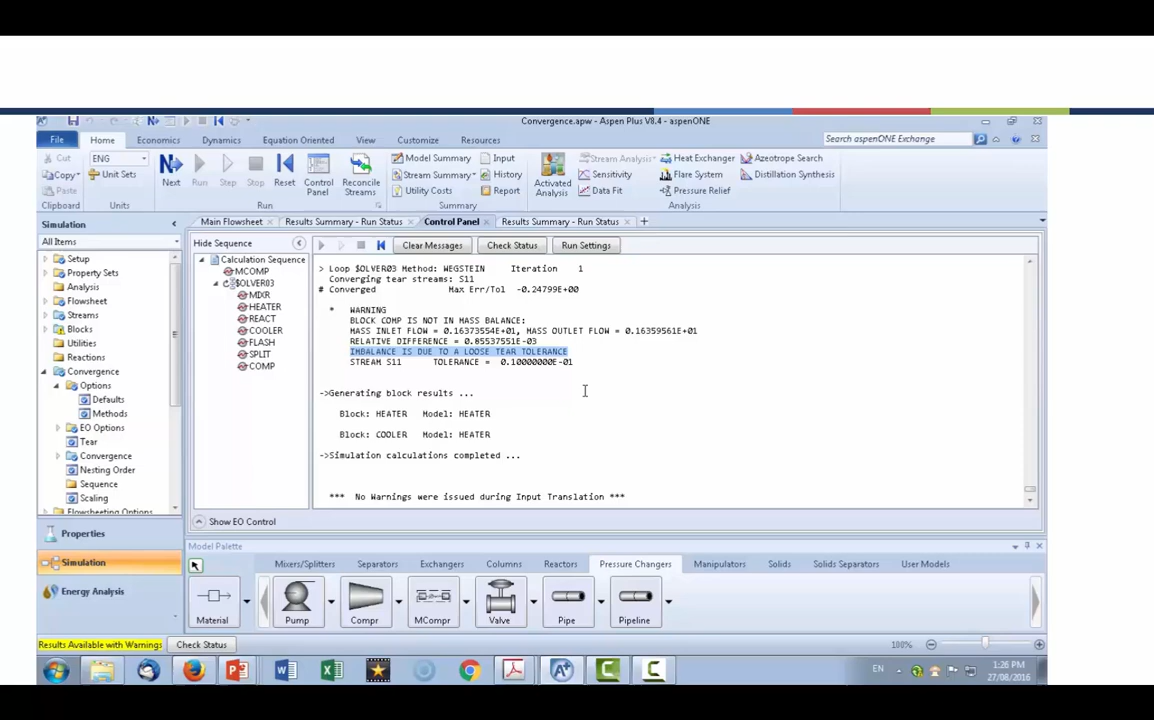 Convergence.apw - Aspen Plus V8.4 - aspenONE
File Home Economics Dynamics Equation Oriented View Customize Resources
Search aspenONE Exchange
Cut ENG Model Summary Input Stream Analysis Heat Exchanger Azeotrope Search
Copy Unit Sets Stream Summary History Sensitivity Flare System Distillation Synthesis
Paste Utility Costs Report Data Fit Pressure Relief
Next Run Step Stop Reset Control Panel Reconcile Streams Activated Analysis
Clipboard Units Run Summary Analysis
Simulation
Main Flowsheet Results Summary - Run Status Control Panel Results Summary - Run Status
All Items
Setup
Property Sets
Analysis
Flowsheet
Streams
Blocks
Utilities
Reactions
Convergence
Options
Defaults
Methods
EO Options
Tear
Convergence
Nesting Order
Sequence
Scaling
Flowsheeting Options
Properties
Simulation
Energy Analysis
Hide Sequence
Calculation Sequence
MCOMP
$OLVER03
MIXR
HEATER
REACT
COOLER
FLASH
SPLIT
COMP
Clear Messages Check Status Run Settings
> Loop $OLVER03 Method: WEGSTEIN Iteration 1
Converging tear streams: S11
# Converged Max Err/Tol -0.24799E+00
* WARNING
BLOCK COMP IS NOT IN MASS BALANCE:
MASS INLET FLOW = 0.16373554E+01, MASS OUTLET FLOW = 0.16359561E+01
RELATIVE DIFFERENCE = 0.85537551E-03
IMBALANCE IS DUE TO A LOOSE TEAR TOLERANCE
STREAM S11 TOLERANCE = 0.10000000E-01
->Generating block results ...
Block: HEATER Model: HEATER
Block: COOLER Model: HEATER
->Simulation calculations completed ...
*** No Warnings were issued during Input Translation ***
Show EO Control
Model Palette
Mixers/Splitters Separators Exchangers Columns Reactors Pressure Changers Manipulators Solids Solids Separators User Models
Material Pump Compr MCompr Valve Pipe Pipeline
Results Available with Warnings Check Status 100%
EN 1:26 PM
27/08/2016